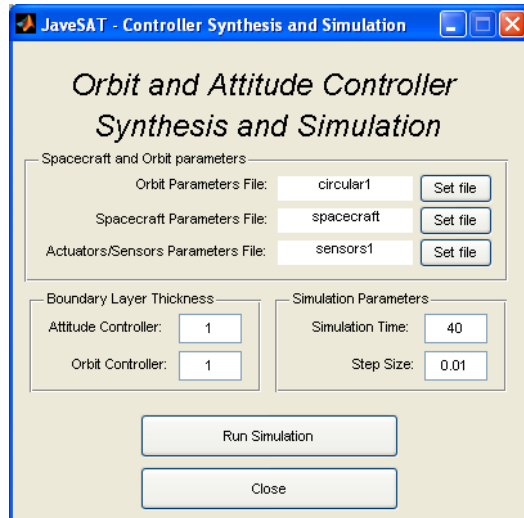 JaveSAT - Controller Synthesis and Simulation
Orbit and Attitude Controller
Synthesis and Simulation
Spacecraft and Orbit parameters
Orbit Parameters File: circular1 Set file
Spacecraft Parameters File: spacecraft Set file
Actuators/Sensors Parameters File: sensors1 Set file
Boundary Layer Thickness
Attitude Controller: 1
Orbit Controller: 1
Simulation Parameters
Simulation Time: 40
Step Size: 0.01
Run Simulation
Close